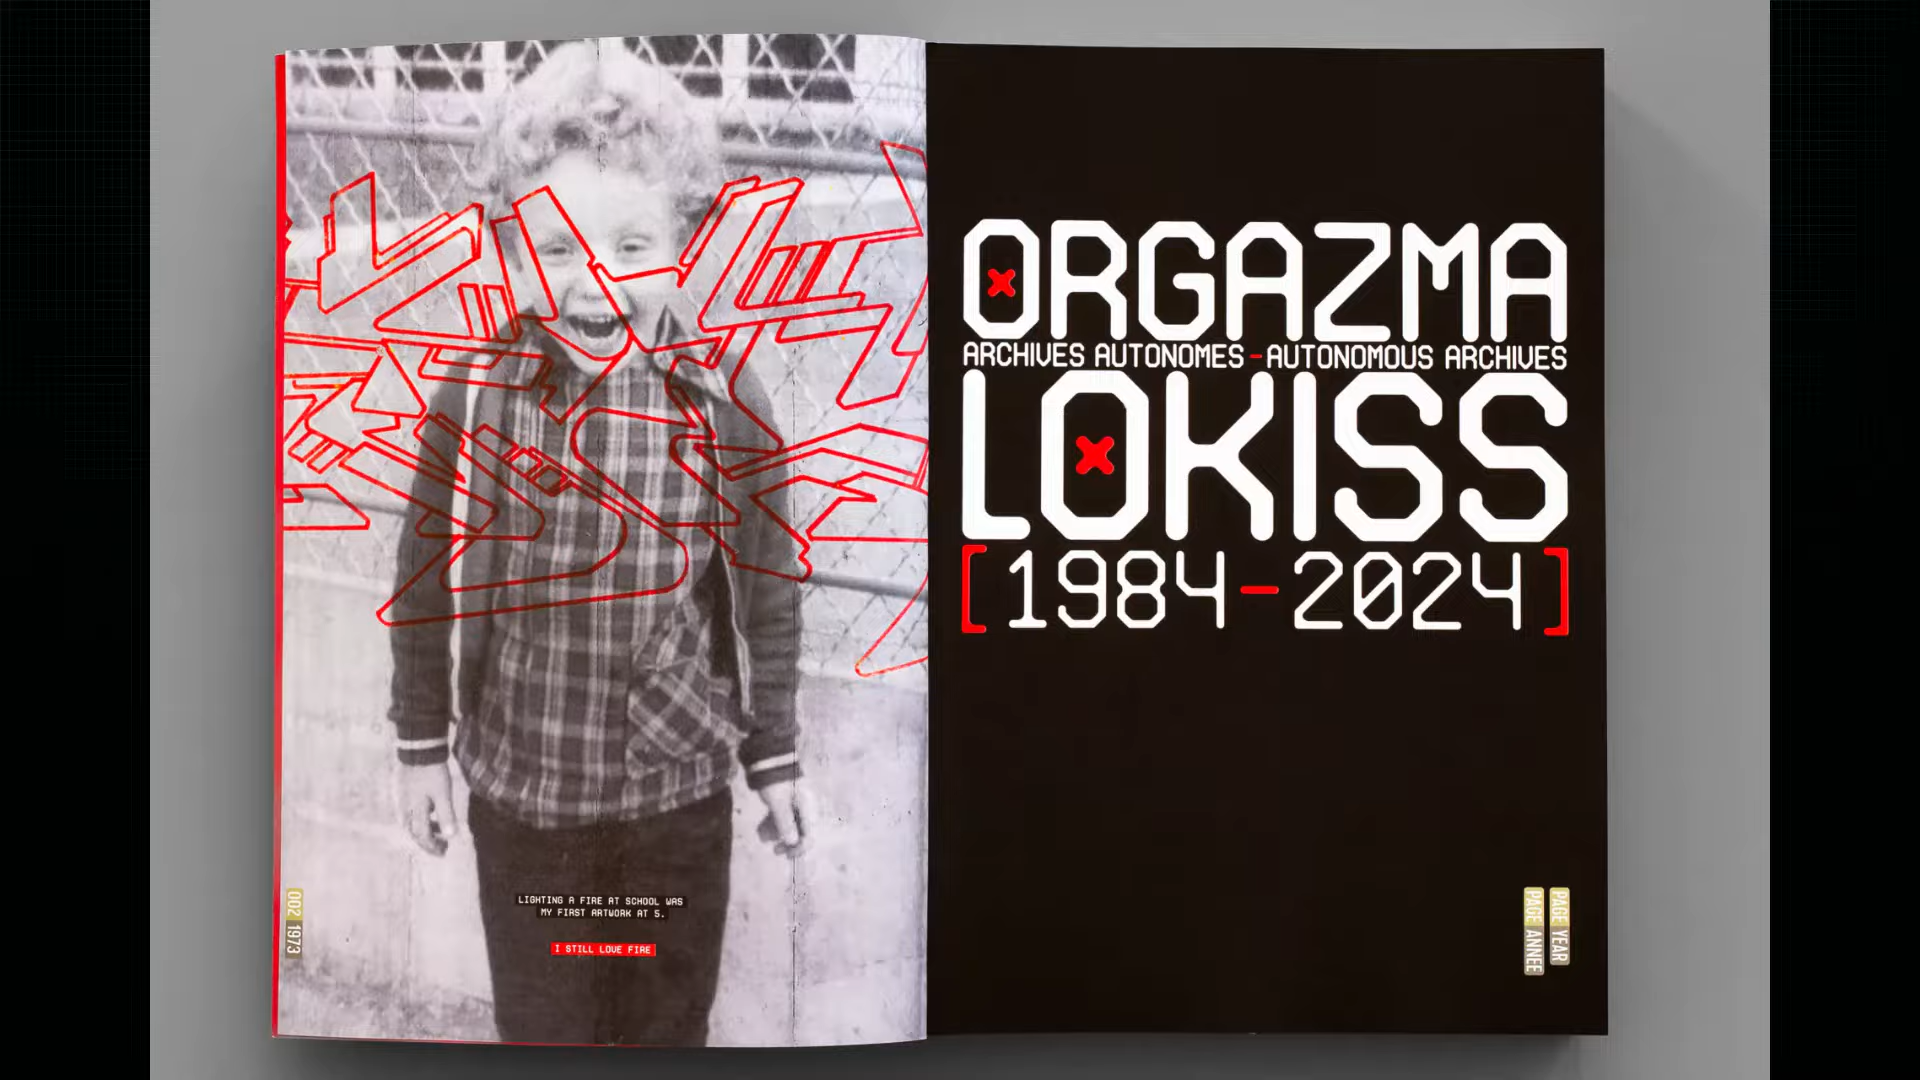 LIGHTING A FIRE AT SCHOOL WAS
MY FIRST ARTWORK AT 5.
I STILL LOVE FIRE
002 1973
ORGAZMA
ARCHIVES AUTONOMES-AUTONOMOUS ARCHIVES
LOKISS
[1984-2024]
PAGE YEAR
PAGE ANNEE